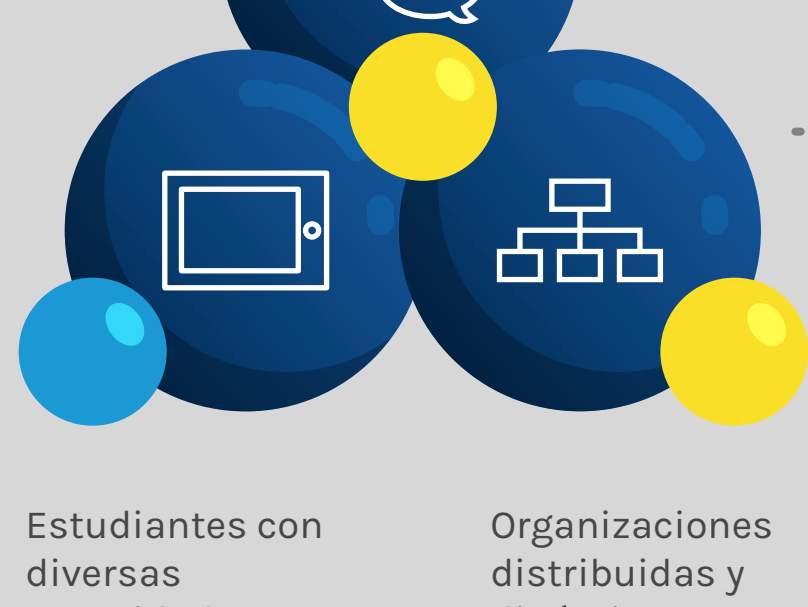 Estudiantes con
diversas
Organizaciones
distribuidas y